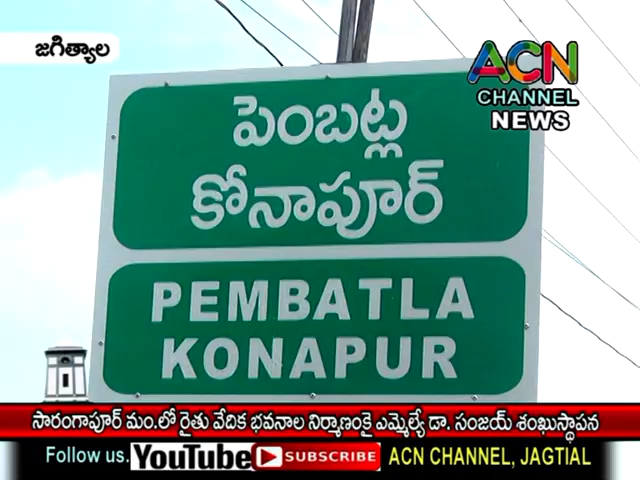 జగిత్యాల
ACN
CHANNEL
NEWS
పెంబట్ల
కోనాపూర్
PEMBATLA
KONAPUR
సారంగాపూర్ మం.లో రైతు వేదిక భవనాల నిర్మాణంకై ఎమ్మెల్యే డా. సంజయ్ శంఖుస్థాపన
Follow us. YouTube SUBSCRIBE ACN CHANNEL, JAGTIAL